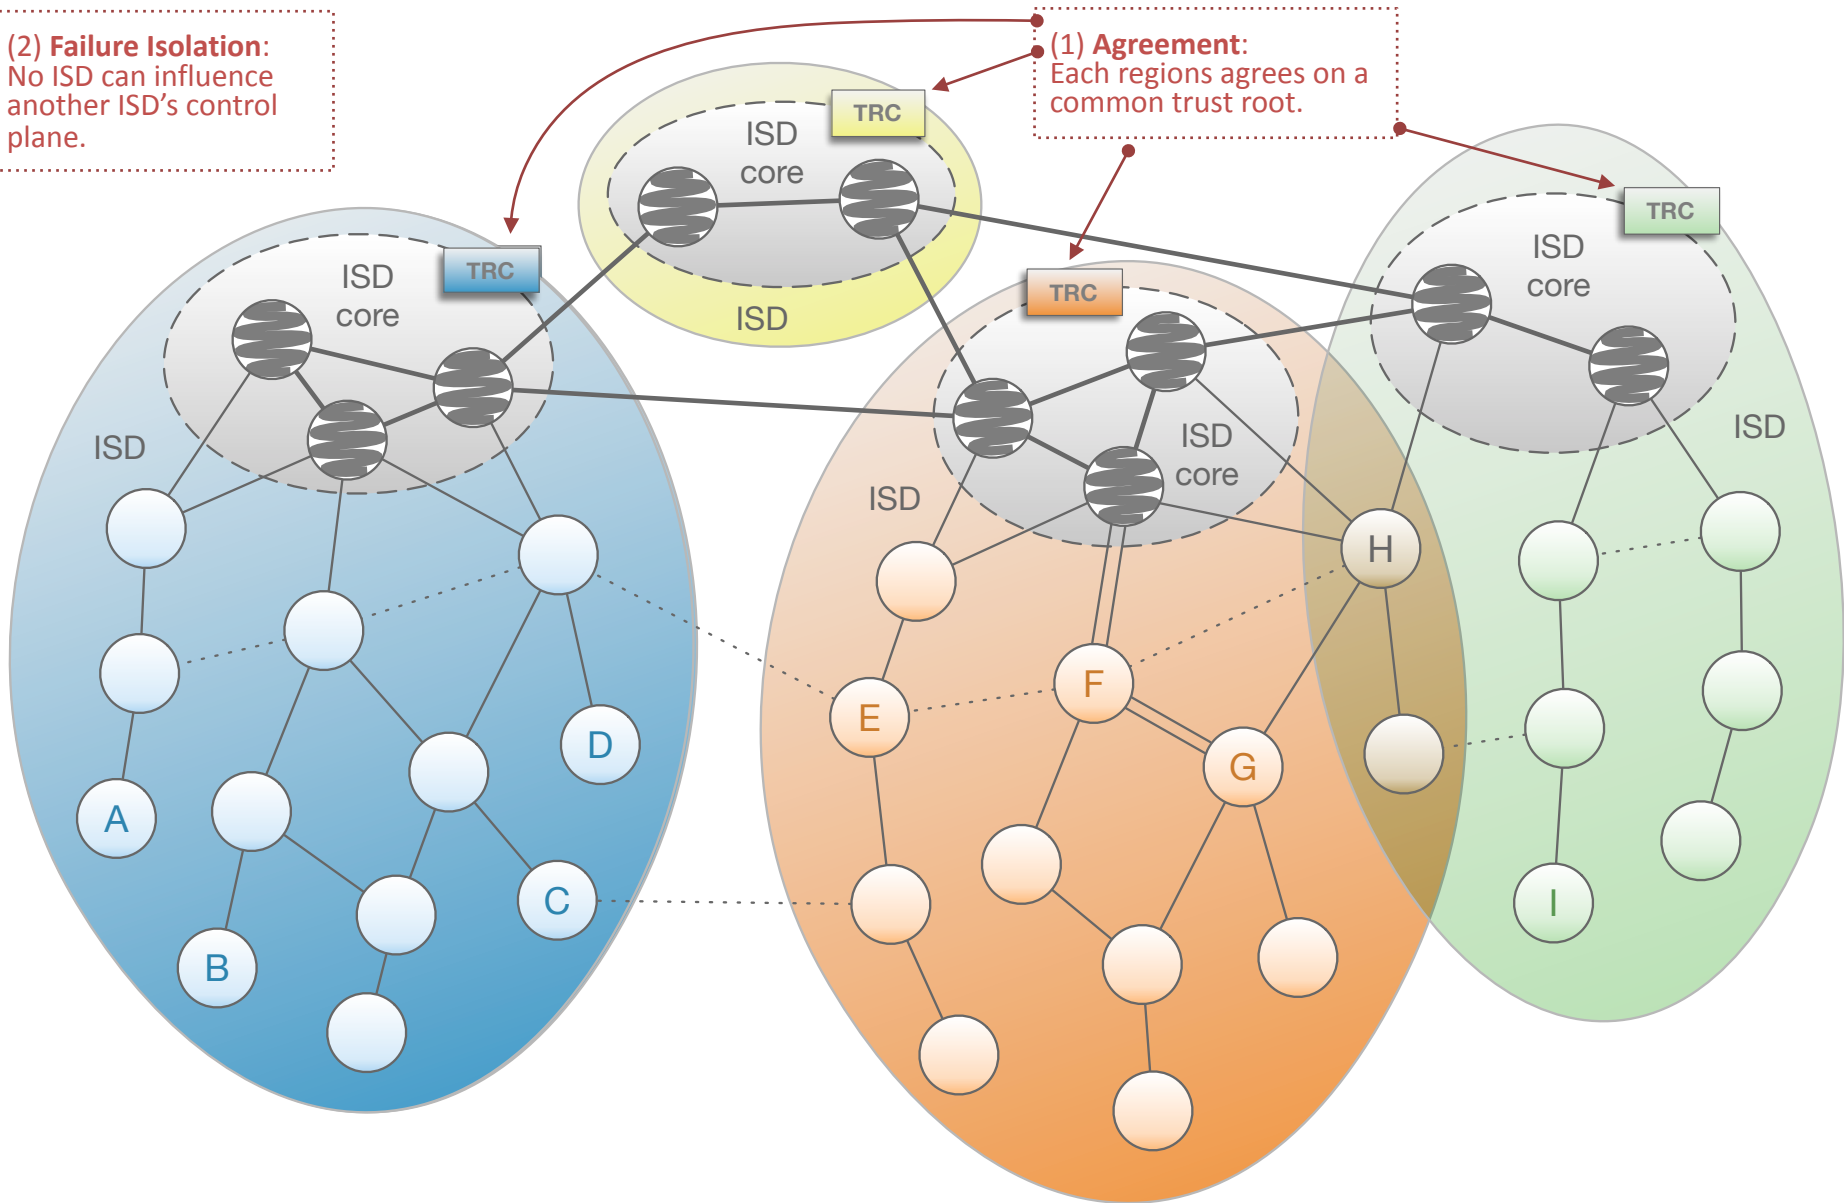 (2) Failure Isolation:
No ISD can influence
another ISD's control
plane.
(1) Agreement:
Each regions agrees on a
common trust root.
TRC
ISD
core
ISD
TRC
ISD
core
ISD
TRC
ISD
core
ISD
TRC
ISD
core
ISD
A
B
C
D
E
F
G
H
I